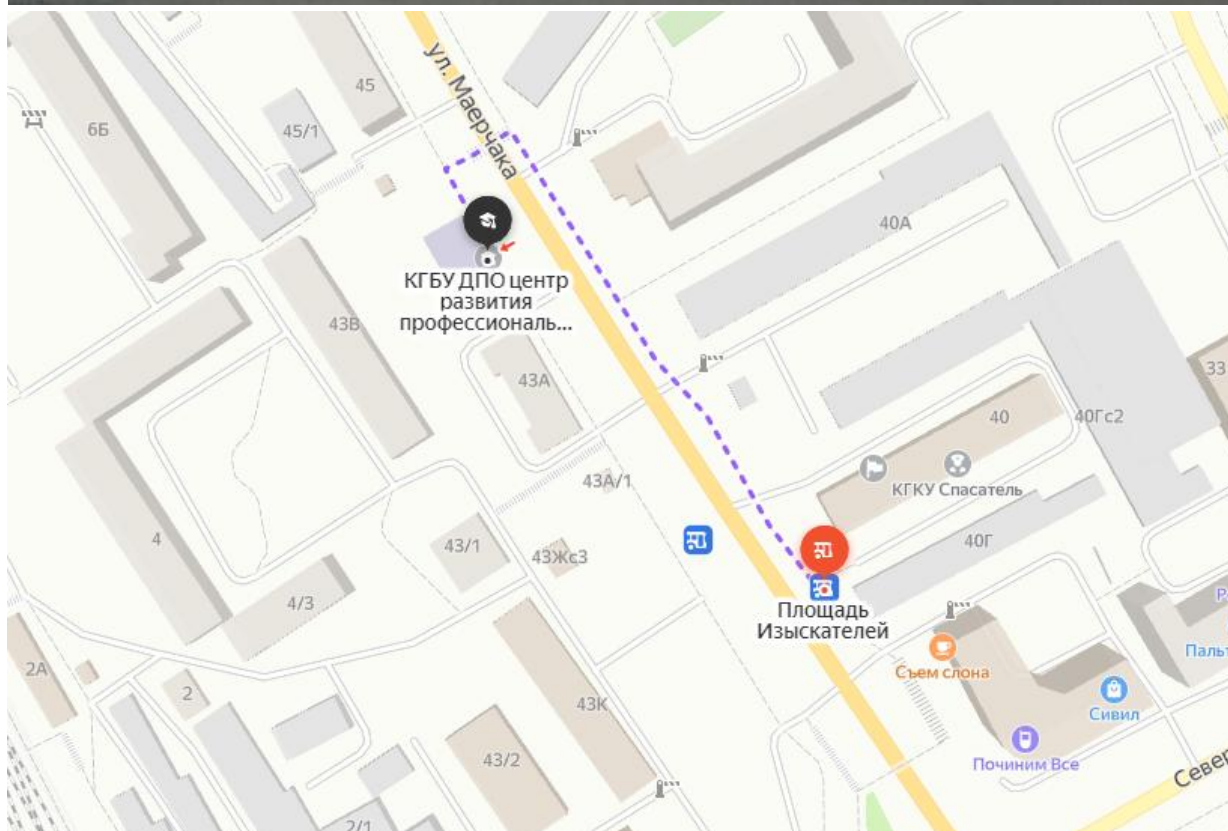 ул. Маерчака
45
6Б
45/1
40А
КГБУ ДПО центр
развития
профессиональ...
43В
43А
33
40
40Гс2
КГКУ Спасатель
43А/1
4
43/1
43Жс3
40Г
4/3
Площадь
Изыскателей
2А
2
Съем слона
Пальт
Сивил
43К
43/2
Починим Все
Север
2/1